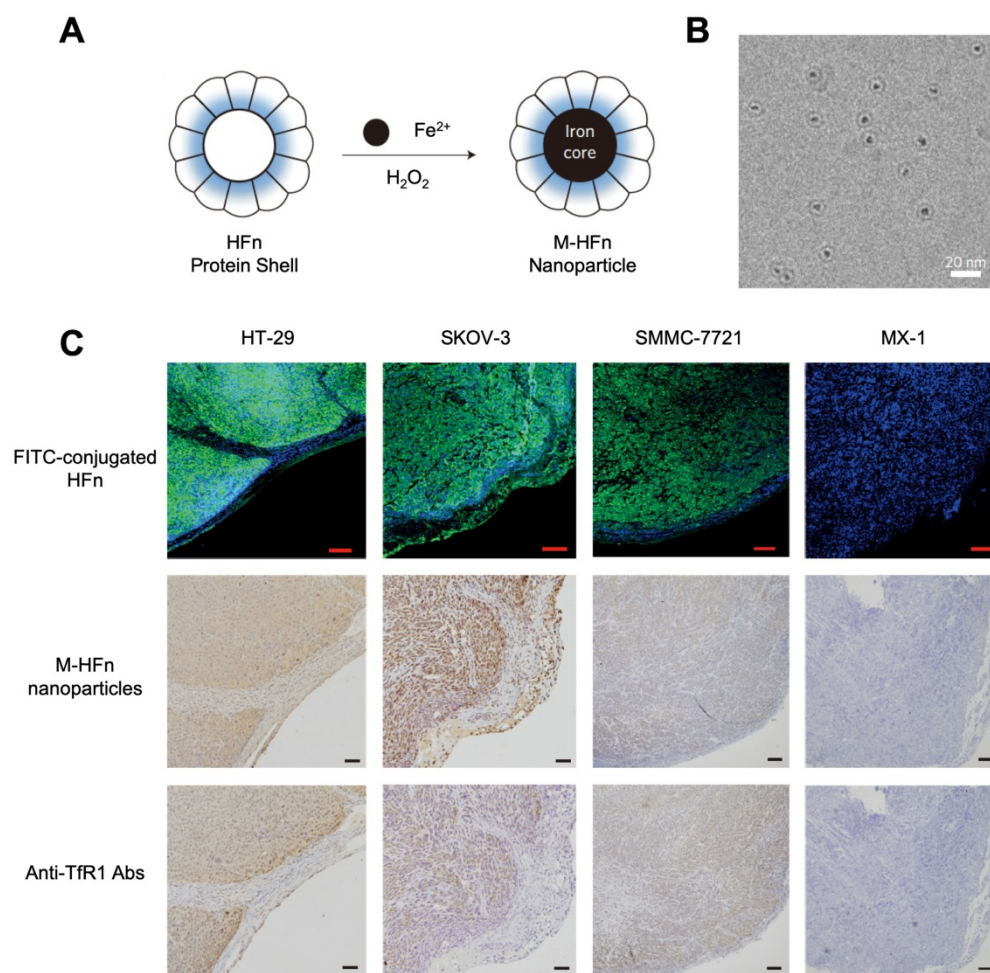 A
B
Fe²⁺
H₂O₂
Iron
core
HFn
Protein Shell
M-HFn
Nanoparticle
20 nm
C
HT-29
SKOV-3
SMMC-7721
MX-1
FITC-conjugated
HFn
M-HFn
nanoparticles
Anti-TfR1 Abs